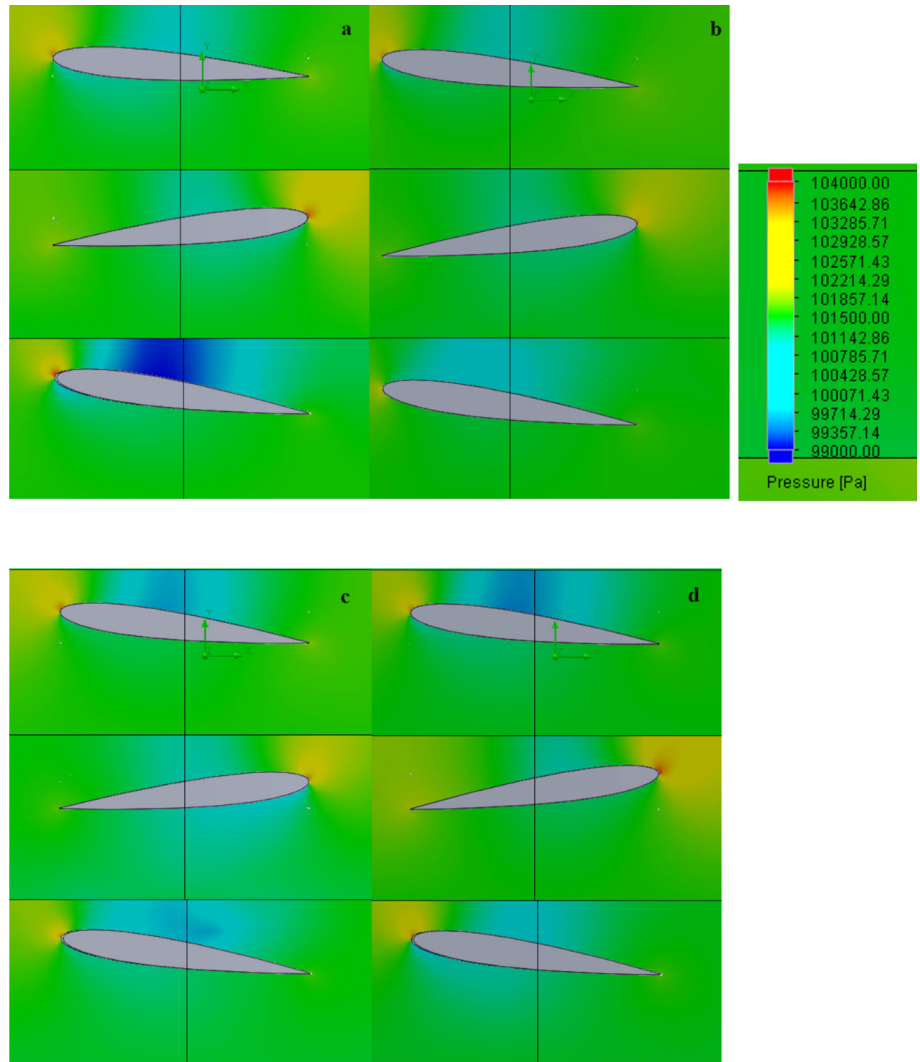 a
b
Y
Y
X
104000.00
103642.86
103285.71
102928.57
102571.43
102214.29
101857.14
101500.00
101142.86
100785.71
100428.57
100071.43
99714.29
99357.14
99000.00
Pressure [Pa]
c
d
Y
Y
Z
X
Z
X